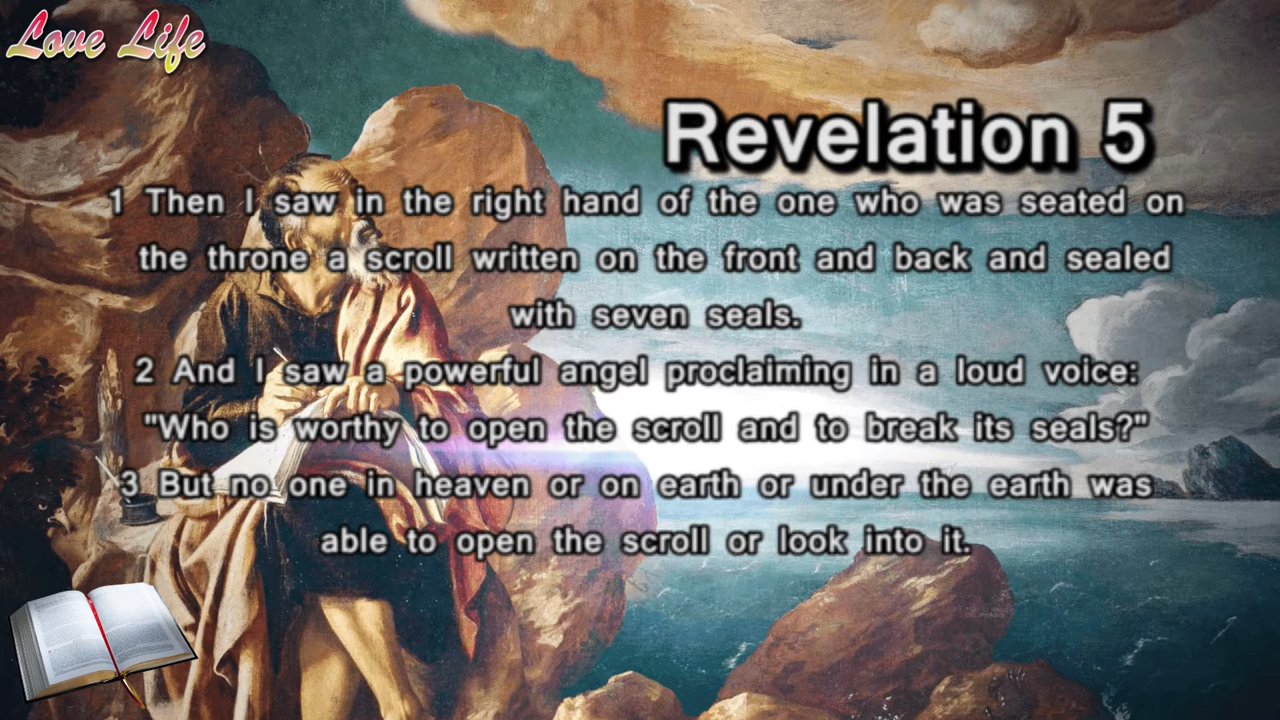 Love Life
Revelation 5
1 Then I saw in the right hand of the one who was seated on
the throne a scroll written on the front and back and sealed
with seven seals.
2 And I saw a powerful angel proclaiming in a loud voice:
"Who is worthy to open the scroll and to break its seals?"
3 But no one in heaven or on earth or under the earth was
able to open the scroll or look into it.